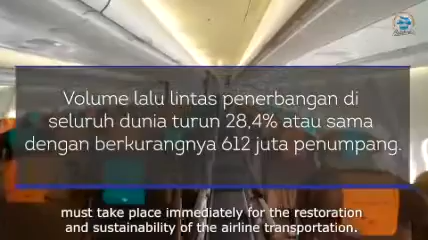 Volume lalu lintas penerbangan di
seluruh dunia turun 28,4% atau sama
dengan berkurangnya 612 juta penumpang.
must take place immediately for the restoration
and sustainability of the airline transportation.